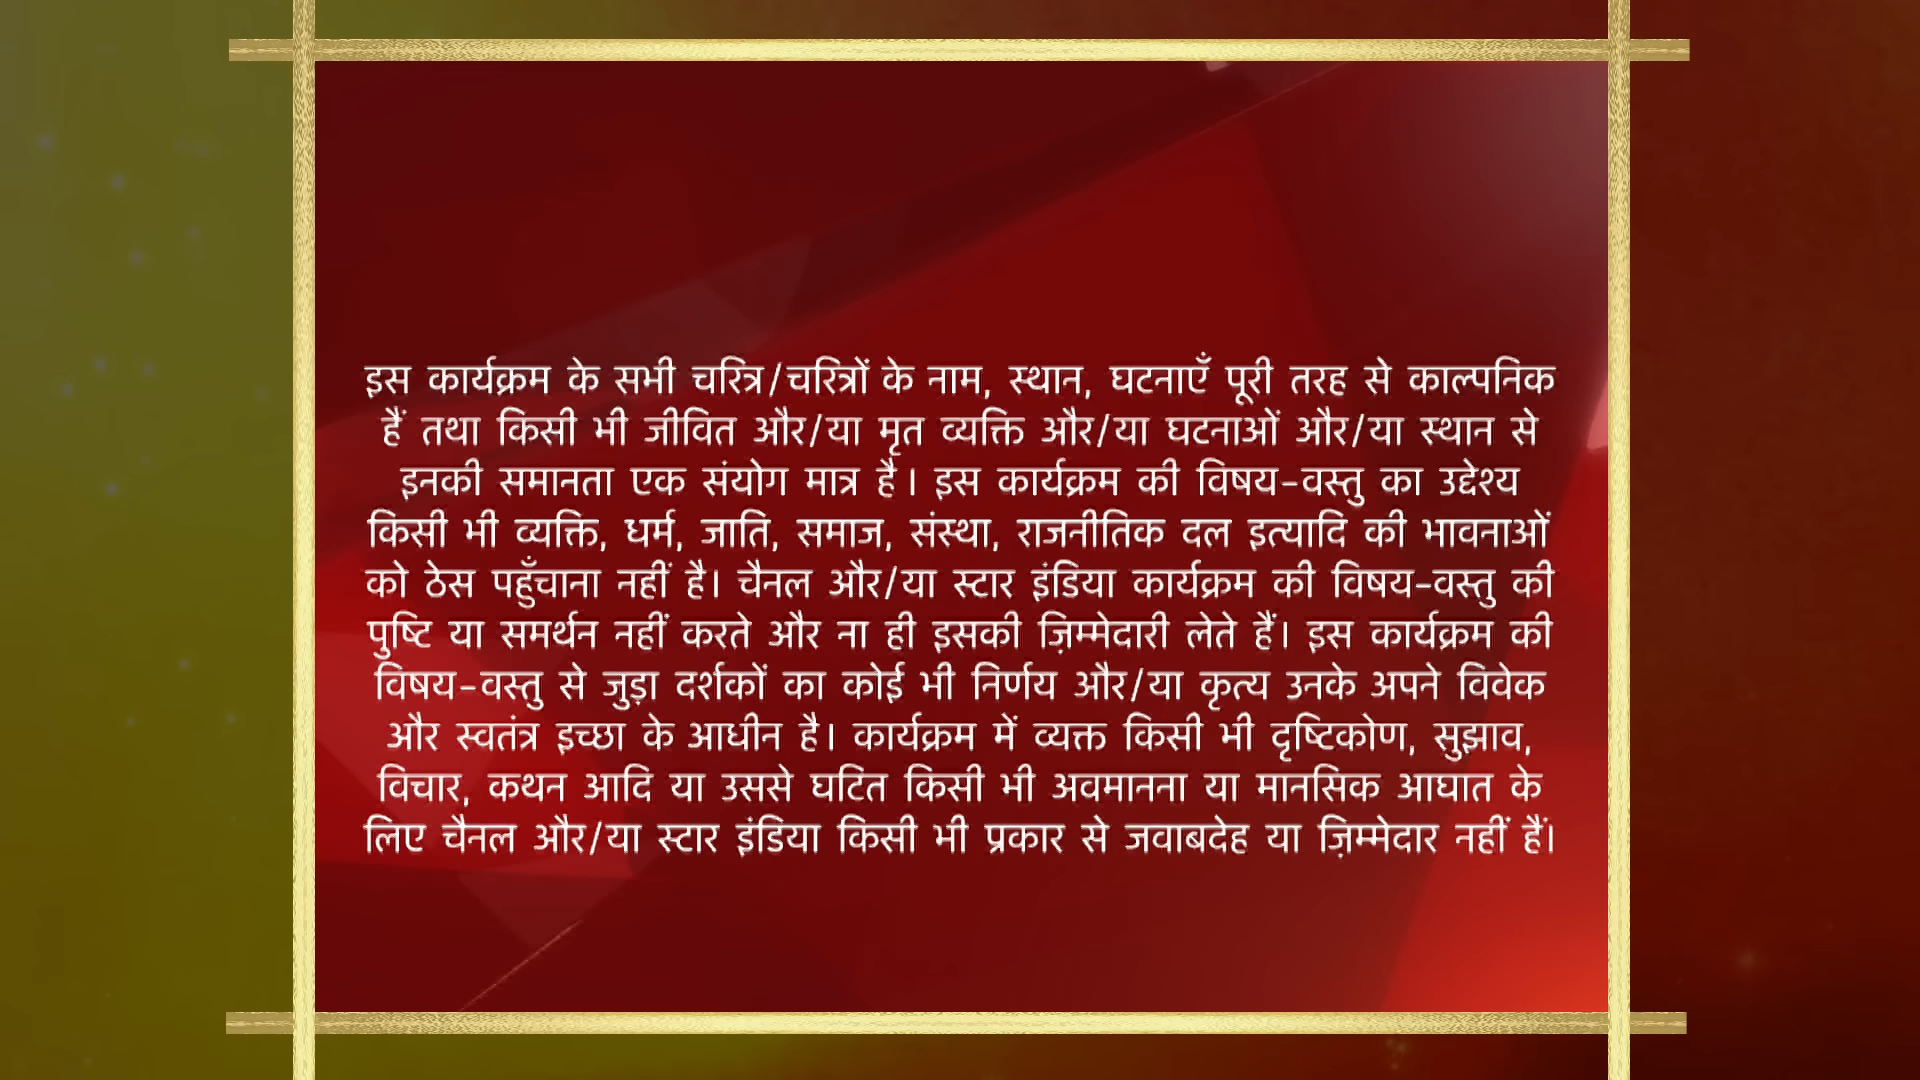 इस कार्यक्रम के सभी चरित्र/चरित्रों के नाम, स्थान, घटनाएँ पूरी तरह से काल्पनिक
हैं तथा किसी भी जीवित और/या मृत व्यक्ति और/या घटनाओं और/या स्थान से
इनकी समानता एक संयोग मात्र है। इस कार्यक्रम की विषय-वस्तु का उद्देश्य
किसी भी व्यक्ति, धर्म, जाति, समाज, संस्था, राजनीतिक दल इत्यादि की भावनाओं
को ठेस पहुँचाना नहीं है। चैनल और/या स्टार इंडिया कार्यक्रम की विषय-वस्तु की
पुष्टि या समर्थन नहीं करते और ना ही इसकी ज़िम्मेदारी लेते हैं। इस कार्यक्रम की
विषय-वस्तु से जुड़ा दर्शकों का कोई भी निर्णय और/या कृत्य उनके अपने विवेक
और स्वतंत्र इच्छा के आधीन है। कार्यक्रम में व्यक्त किसी भी दृष्टिकोण, सुझाव,
विचार, कथन आदि या उससे घटित किसी भी अवमानना या मानसिक आघात के
लिए चैनल और/या स्टार इंडिया किसी भी प्रकार से जवाबदेह या ज़िम्मेदार नहीं हैं।